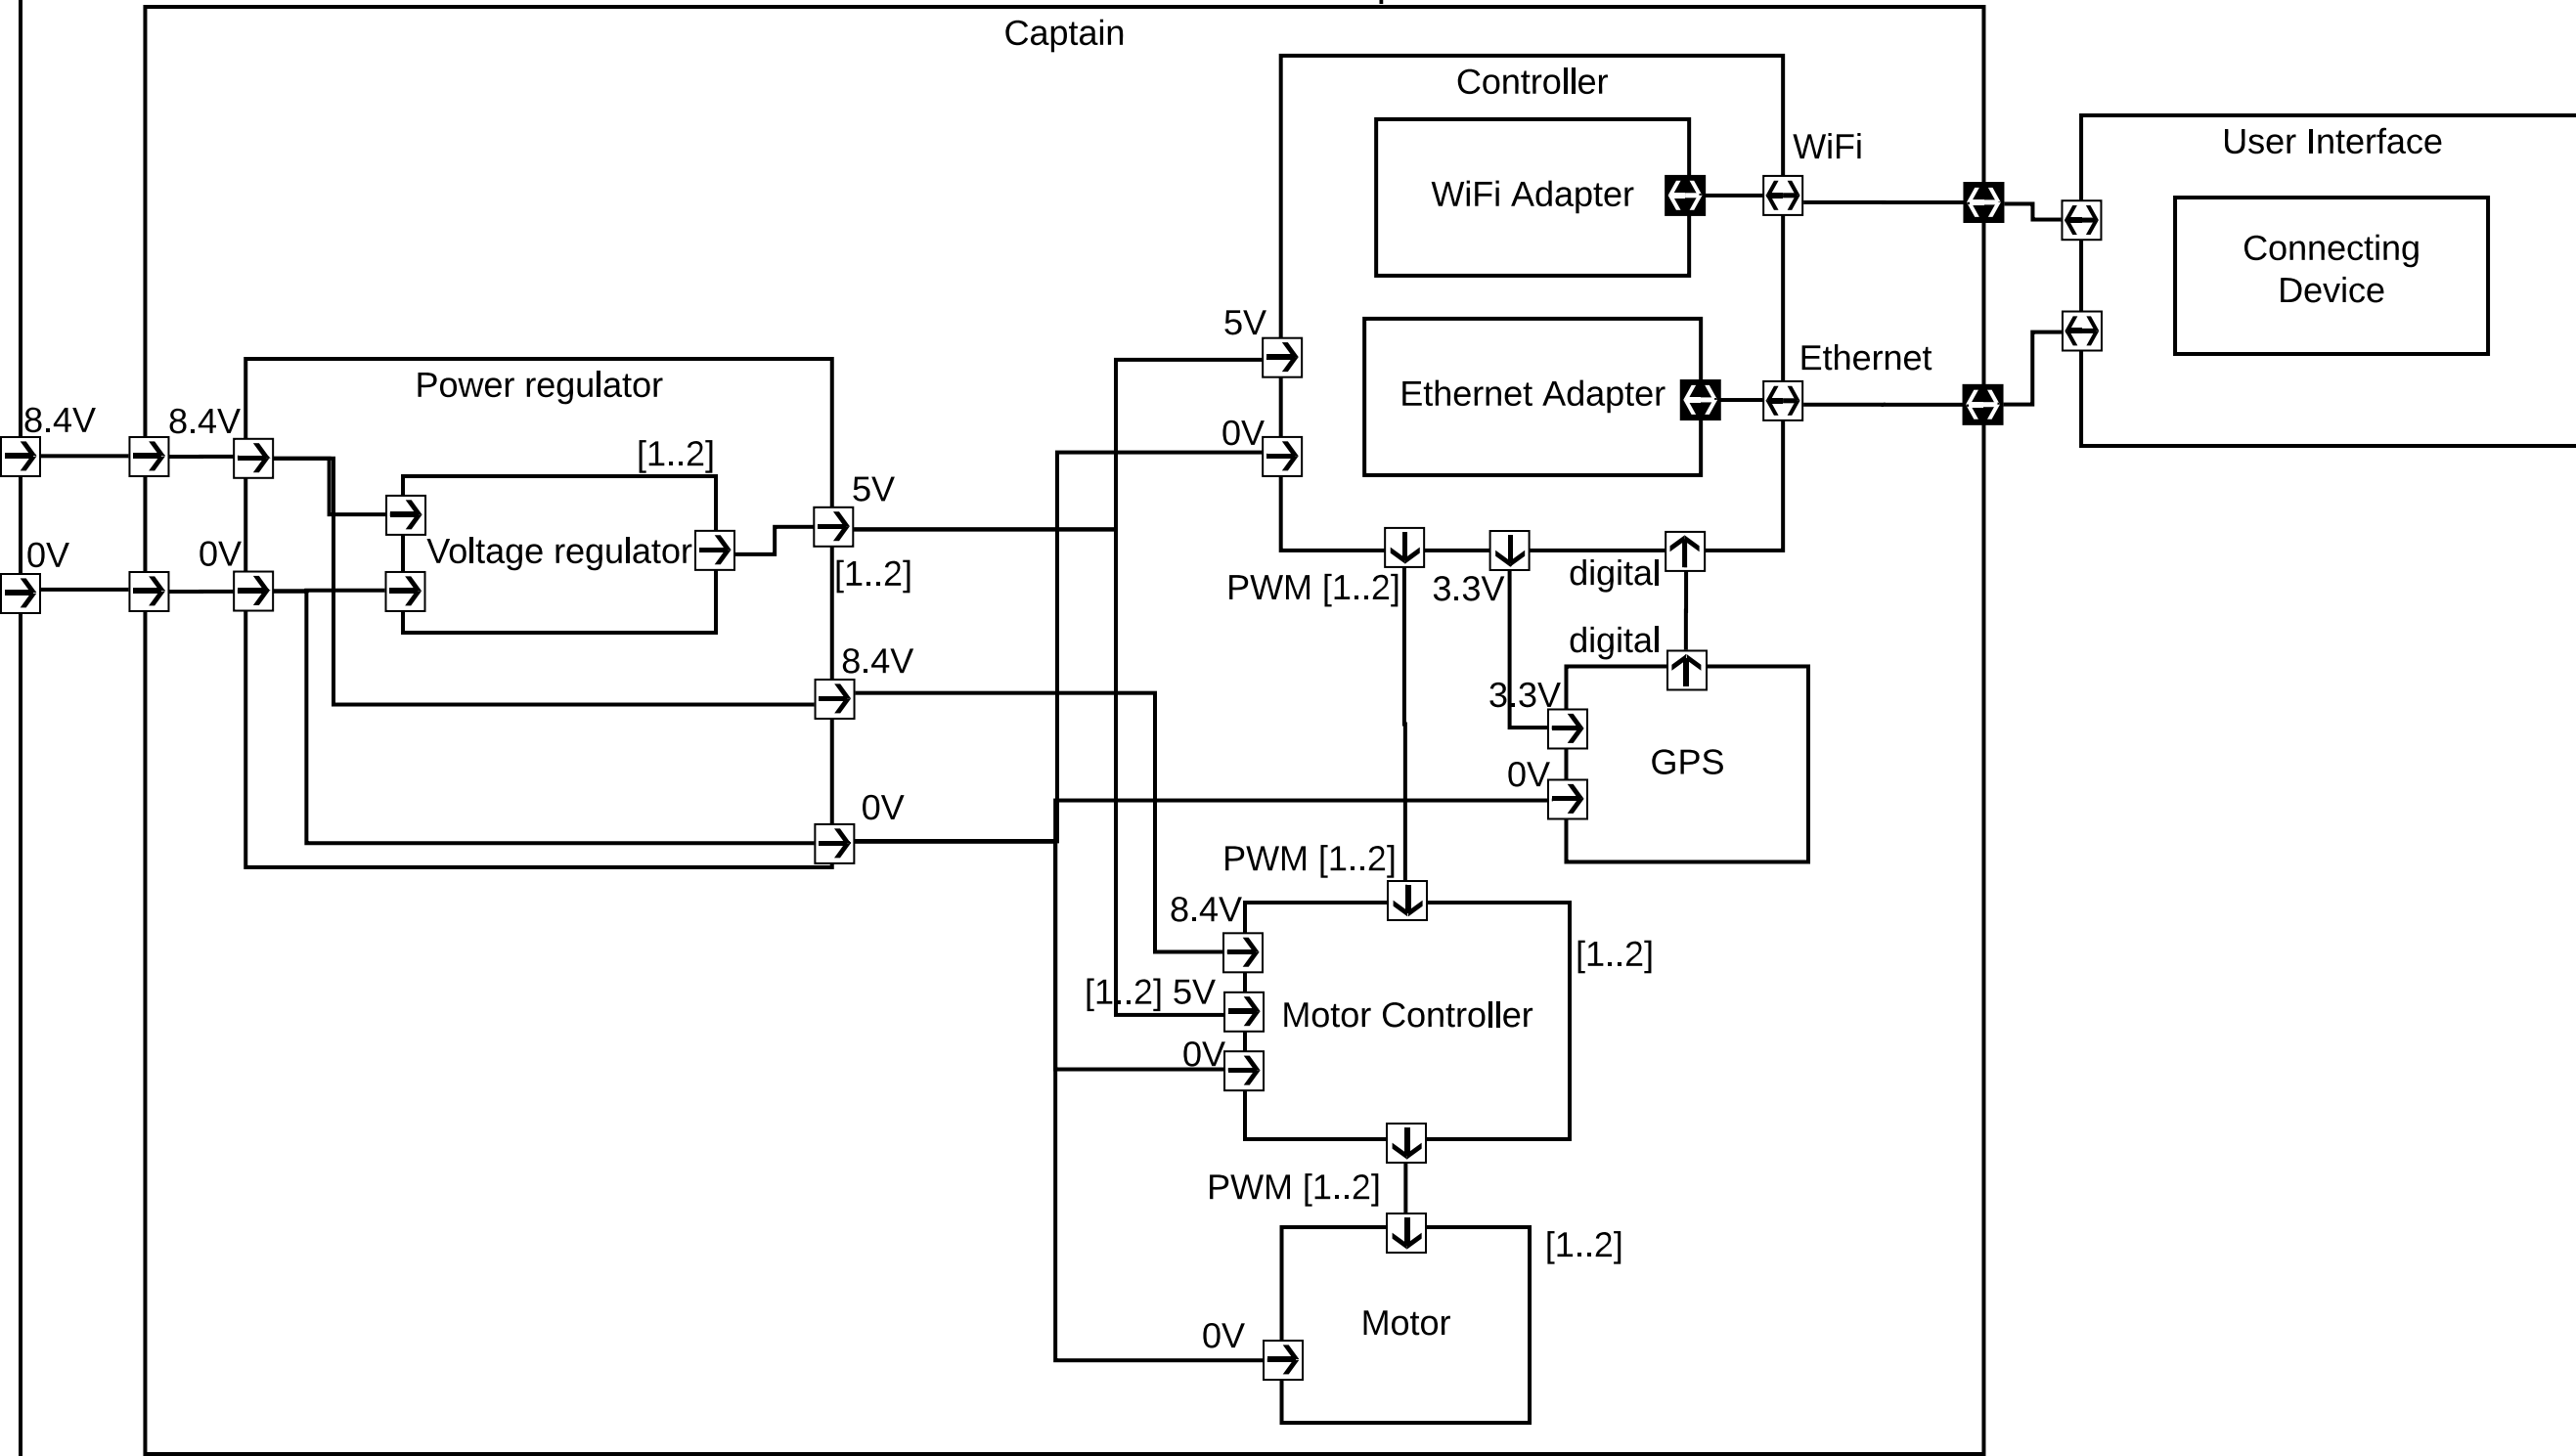 Captain
Controller
WiFi Adapter
WiFi
User Interface
Connecting
Device
5V
Ethernet
Ethernet Adapter
0V
Power regulator
8.4V
8.4V
[1..2]
5V
0V
0V
Voltage regulator
[1..2]
PWM [1..2]
3.3V
digital
digital
8.4V
3.3V
GPS
0V
0V
PWM [1..2]
8.4V
[1..2]
[1..2] 5V
Motor Controller
0V
PWM [1..2]
[1..2]
Motor
0V